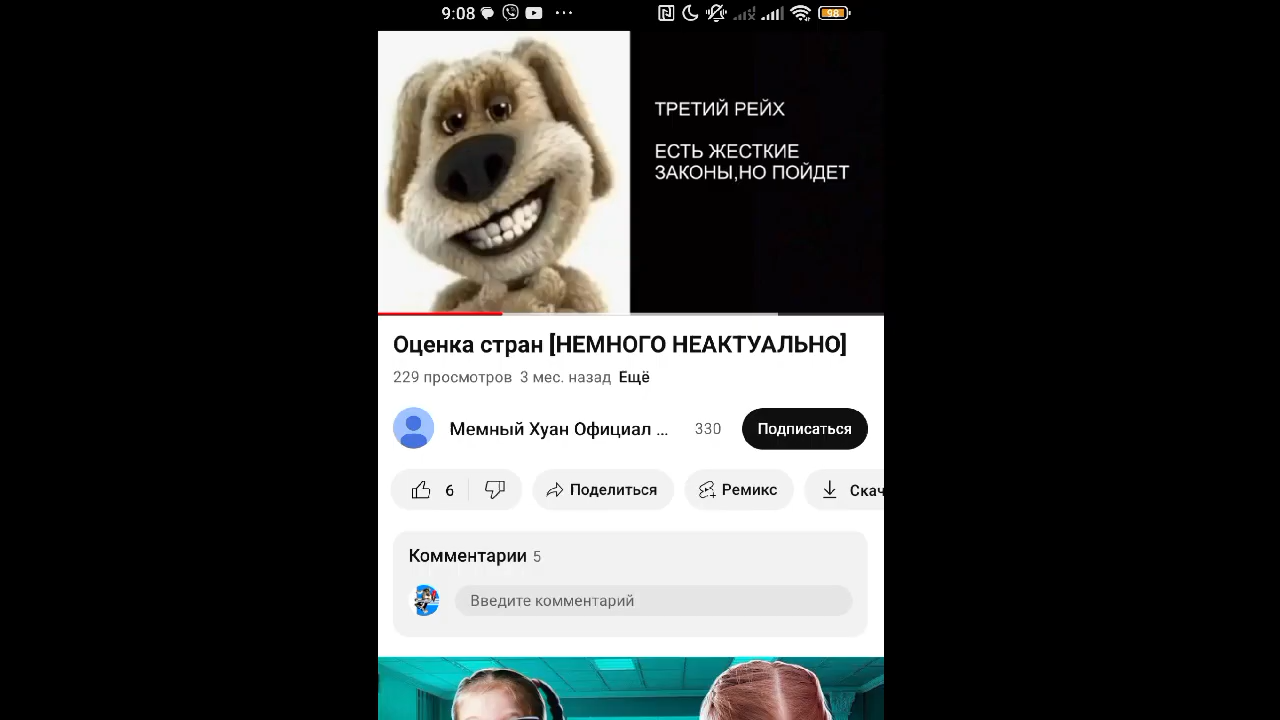 9:08
98
ТРЕТИЙ РЕЙХ
ЕСТЬ ЖЕСТКИЕ
ЗАКОНЫ,НО ПОЙДЕТ
Оценка стран [НЕМНОГО НЕАКТУАЛЬНО]
229 просмотров 3 мес. назад Ещё
Мемный Хуан Официал ... 330 Подписаться
6 Поделиться Ремикс Скач
Комментарии 5
Введите комментарий